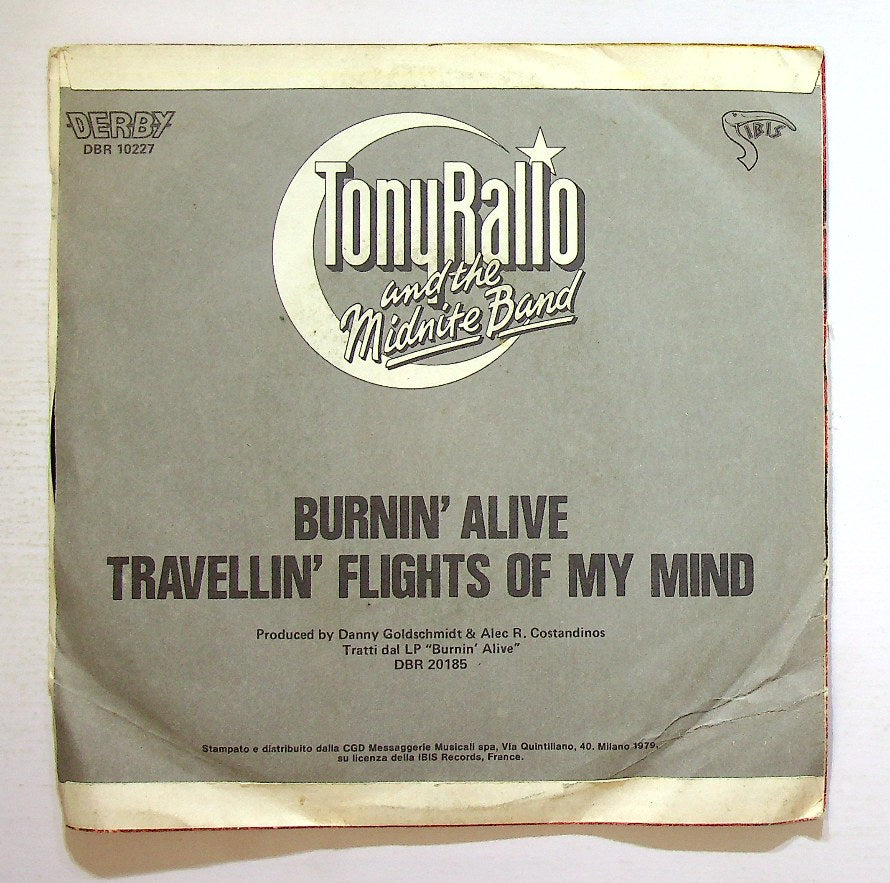 DERBY
DBR 10227
IBIS
Tony Rallo
and the
Midnite Band
BURNIN' ALIVE
TRAVELLIN' FLIGHTS OF MY MIND
Produced by Danny Goldschmidt & Alec R. Costandinos
Tratti dal LP "Burnin' Alive"
DBR 20185
Stampato e distribuito dalla CGD Messaggerie Musicali spa, Via Quintiliano, 40. Milano 1979.
su licenza della IBIS Records, France.